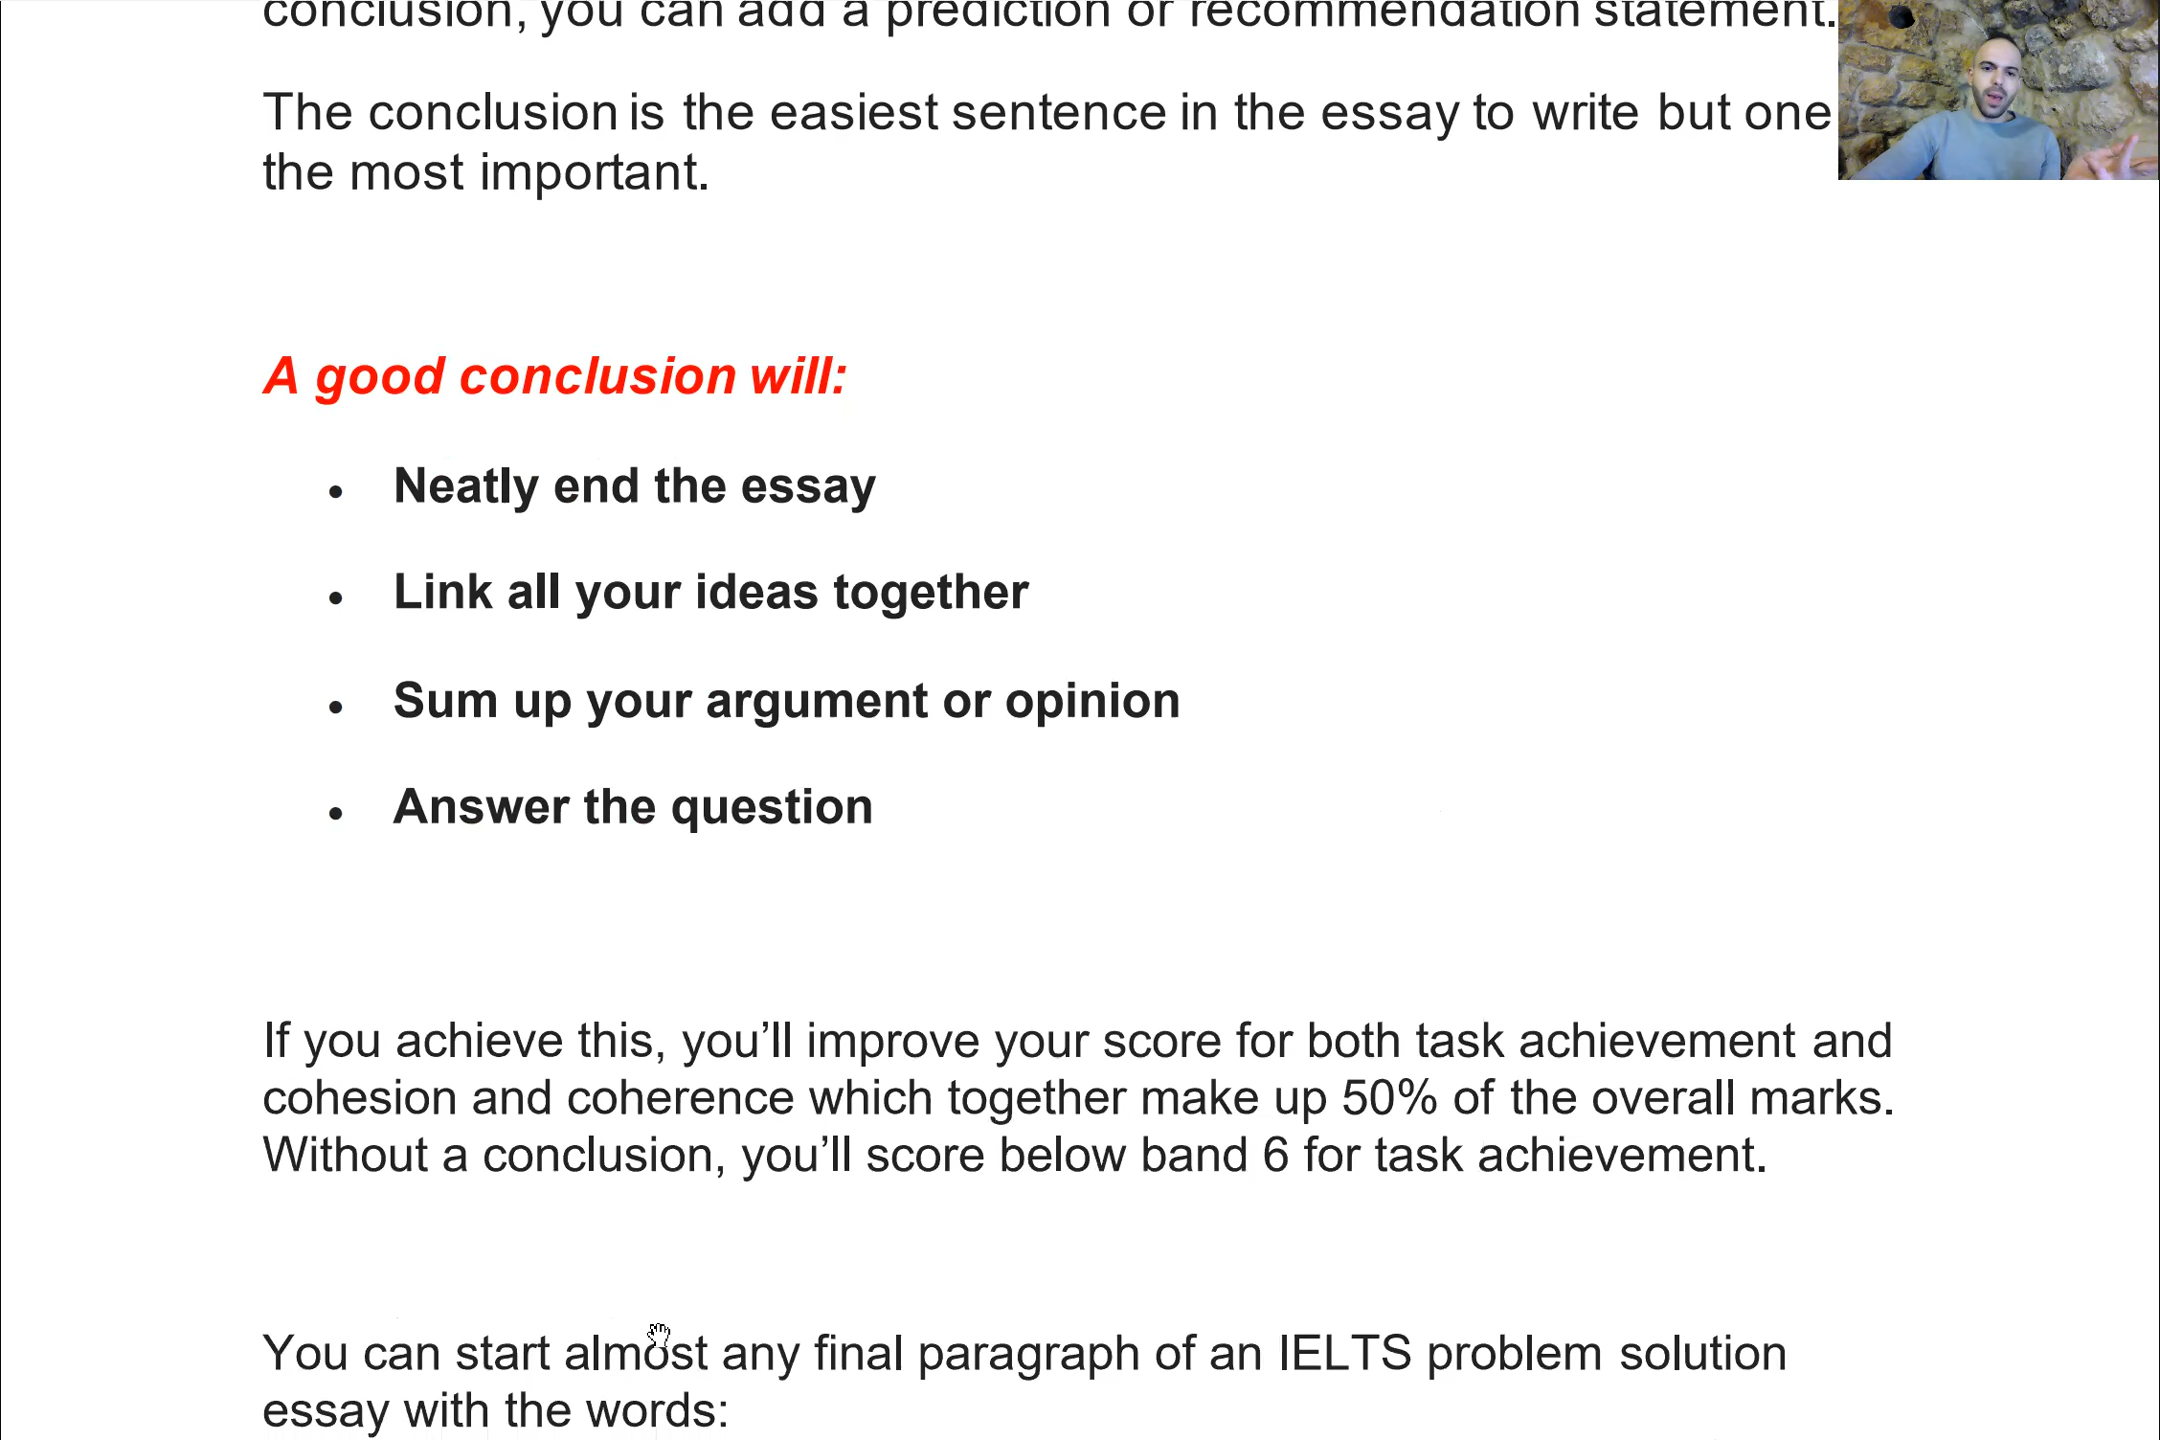 conclusion, you can add a prediction or recommendation statement.
The conclusion is the easiest sentence in the essay to write but one
the most important.
A good conclusion will:
• Neatly end the essay
• Link all your ideas together
• Sum up your argument or opinion
• Answer the question
If you achieve this, you’ll improve your score for both task achievement and
cohesion and coherence which together make up 50% of the overall marks.
Without a conclusion, you’ll score below band 6 for task achievement.
You can start almost any final paragraph of an IELTS problem solution
essay with the words: